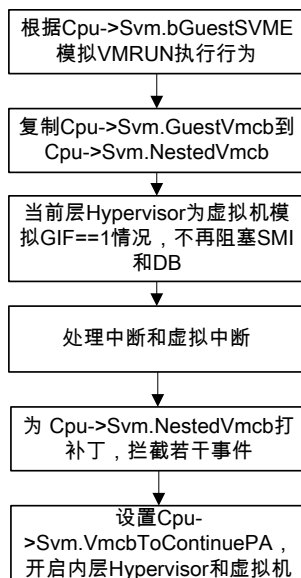 根据Cpu->Svm.bGuestSVME
模拟VMRUN执行行为
复制Cpu->Svm.GuestVmcb到
Cpu->Svm.NestedVmcb
当前层Hypervisor为虚拟机模
拟GIF==1情况，不再阻塞SMI
和DB
处理中断和虚拟中断
为 Cpu->Svm.NestedVmcb打
补丁，拦截若干事件
设置Cpu-
>Svm.VmcbToContinuePA，
开启内层Hypervisor和虚拟机